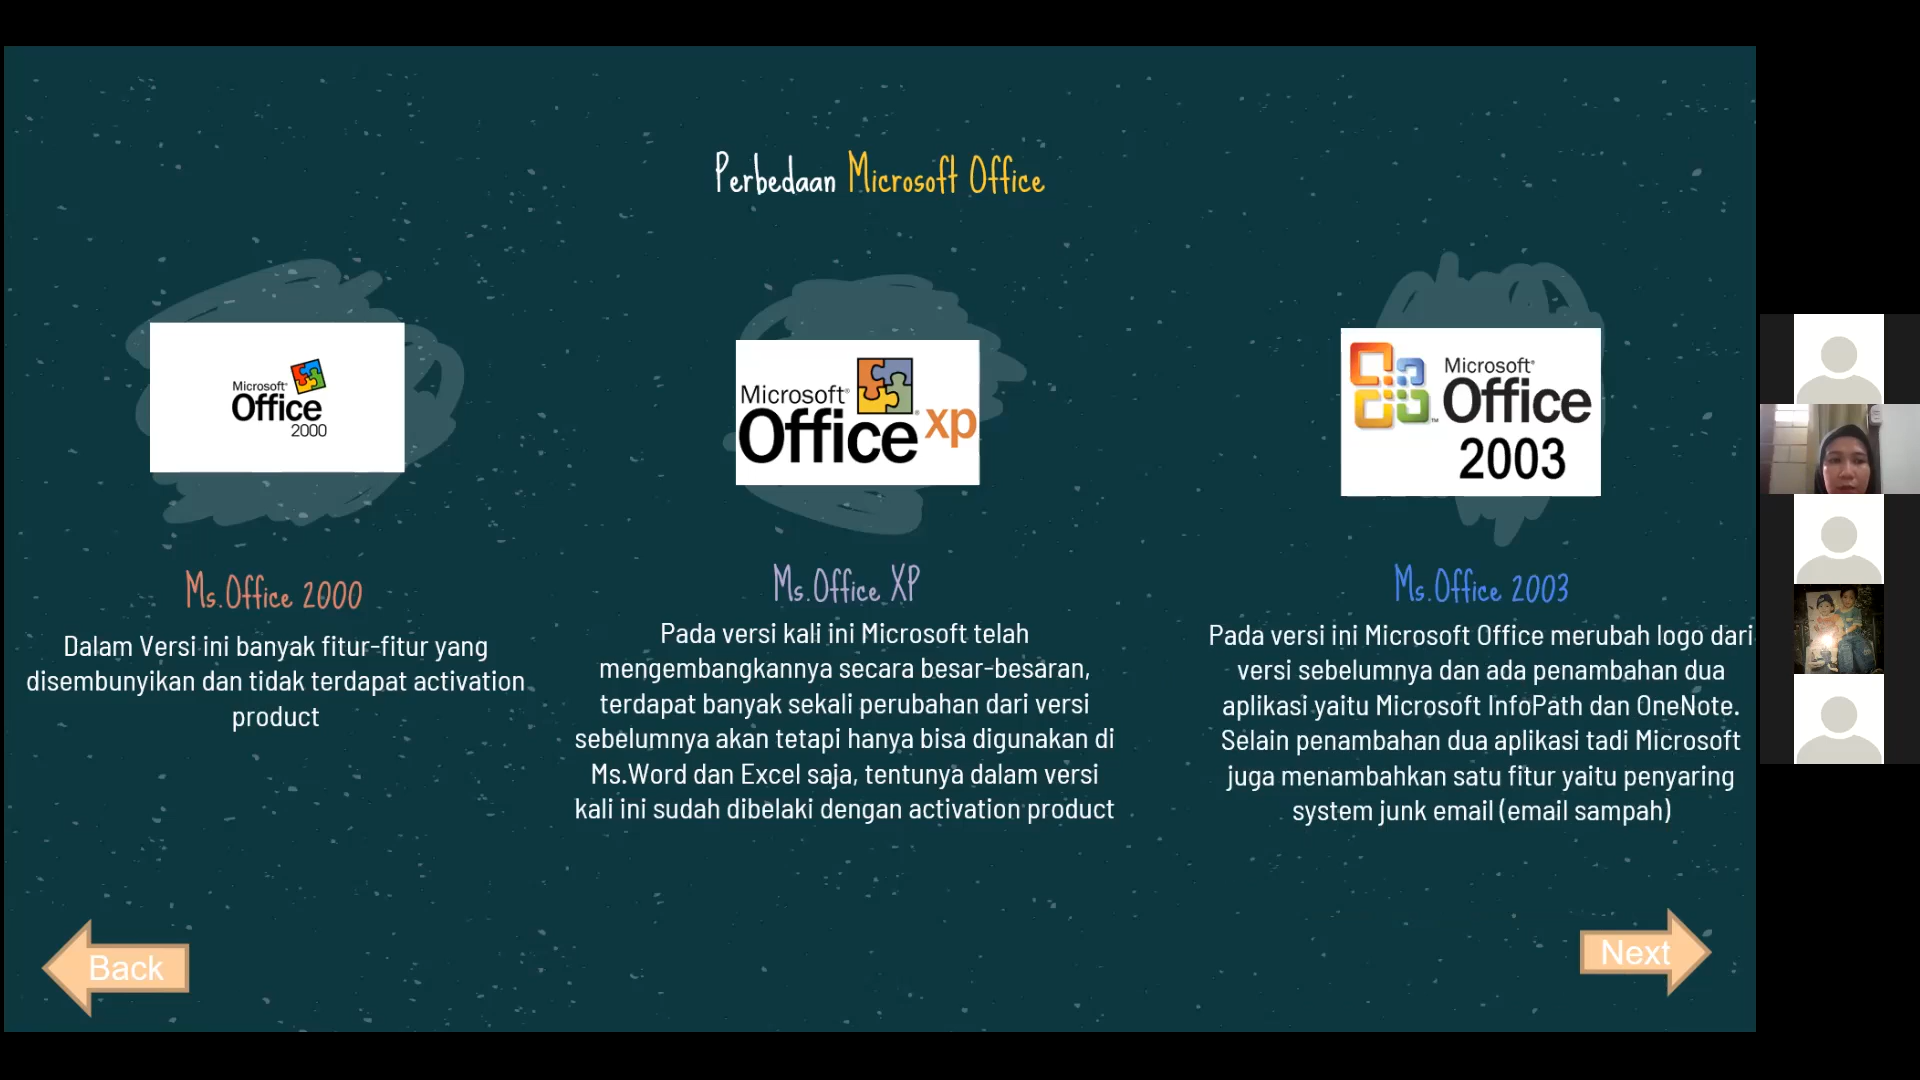 Perbedaan Microsoft Office
Microsoft®
Office
2000
Microsoft®
Office® xp
Microsoft®
Office™
2003
Ms.Office 2000
Dalam Versi ini banyak fitur-fitur yang
disembunyikan dan tidak terdapat activation
product
Ms.Office XP
Pada versi kali ini Microsoft telah
mengembangkannya secara besar-besaran,
terdapat banyak sekali perubahan dari versi
sebelumnya akan tetapi hanya bisa digunakan di
Ms.Word dan Excel saja, tentunya dalam versi
kali ini sudah dibelaki dengan activation product
Ms.Office 2003
Pada versi ini Microsoft Office merubah logo dari
versi sebelumnya dan ada penambahan dua
aplikasi yaitu Microsoft InfoPath dan OneNote.
Selain penambahan dua aplikasi tadi Microsoft
juga menambahkan satu fitur yaitu penyaring
system junk email (email sampah)
Back
Next